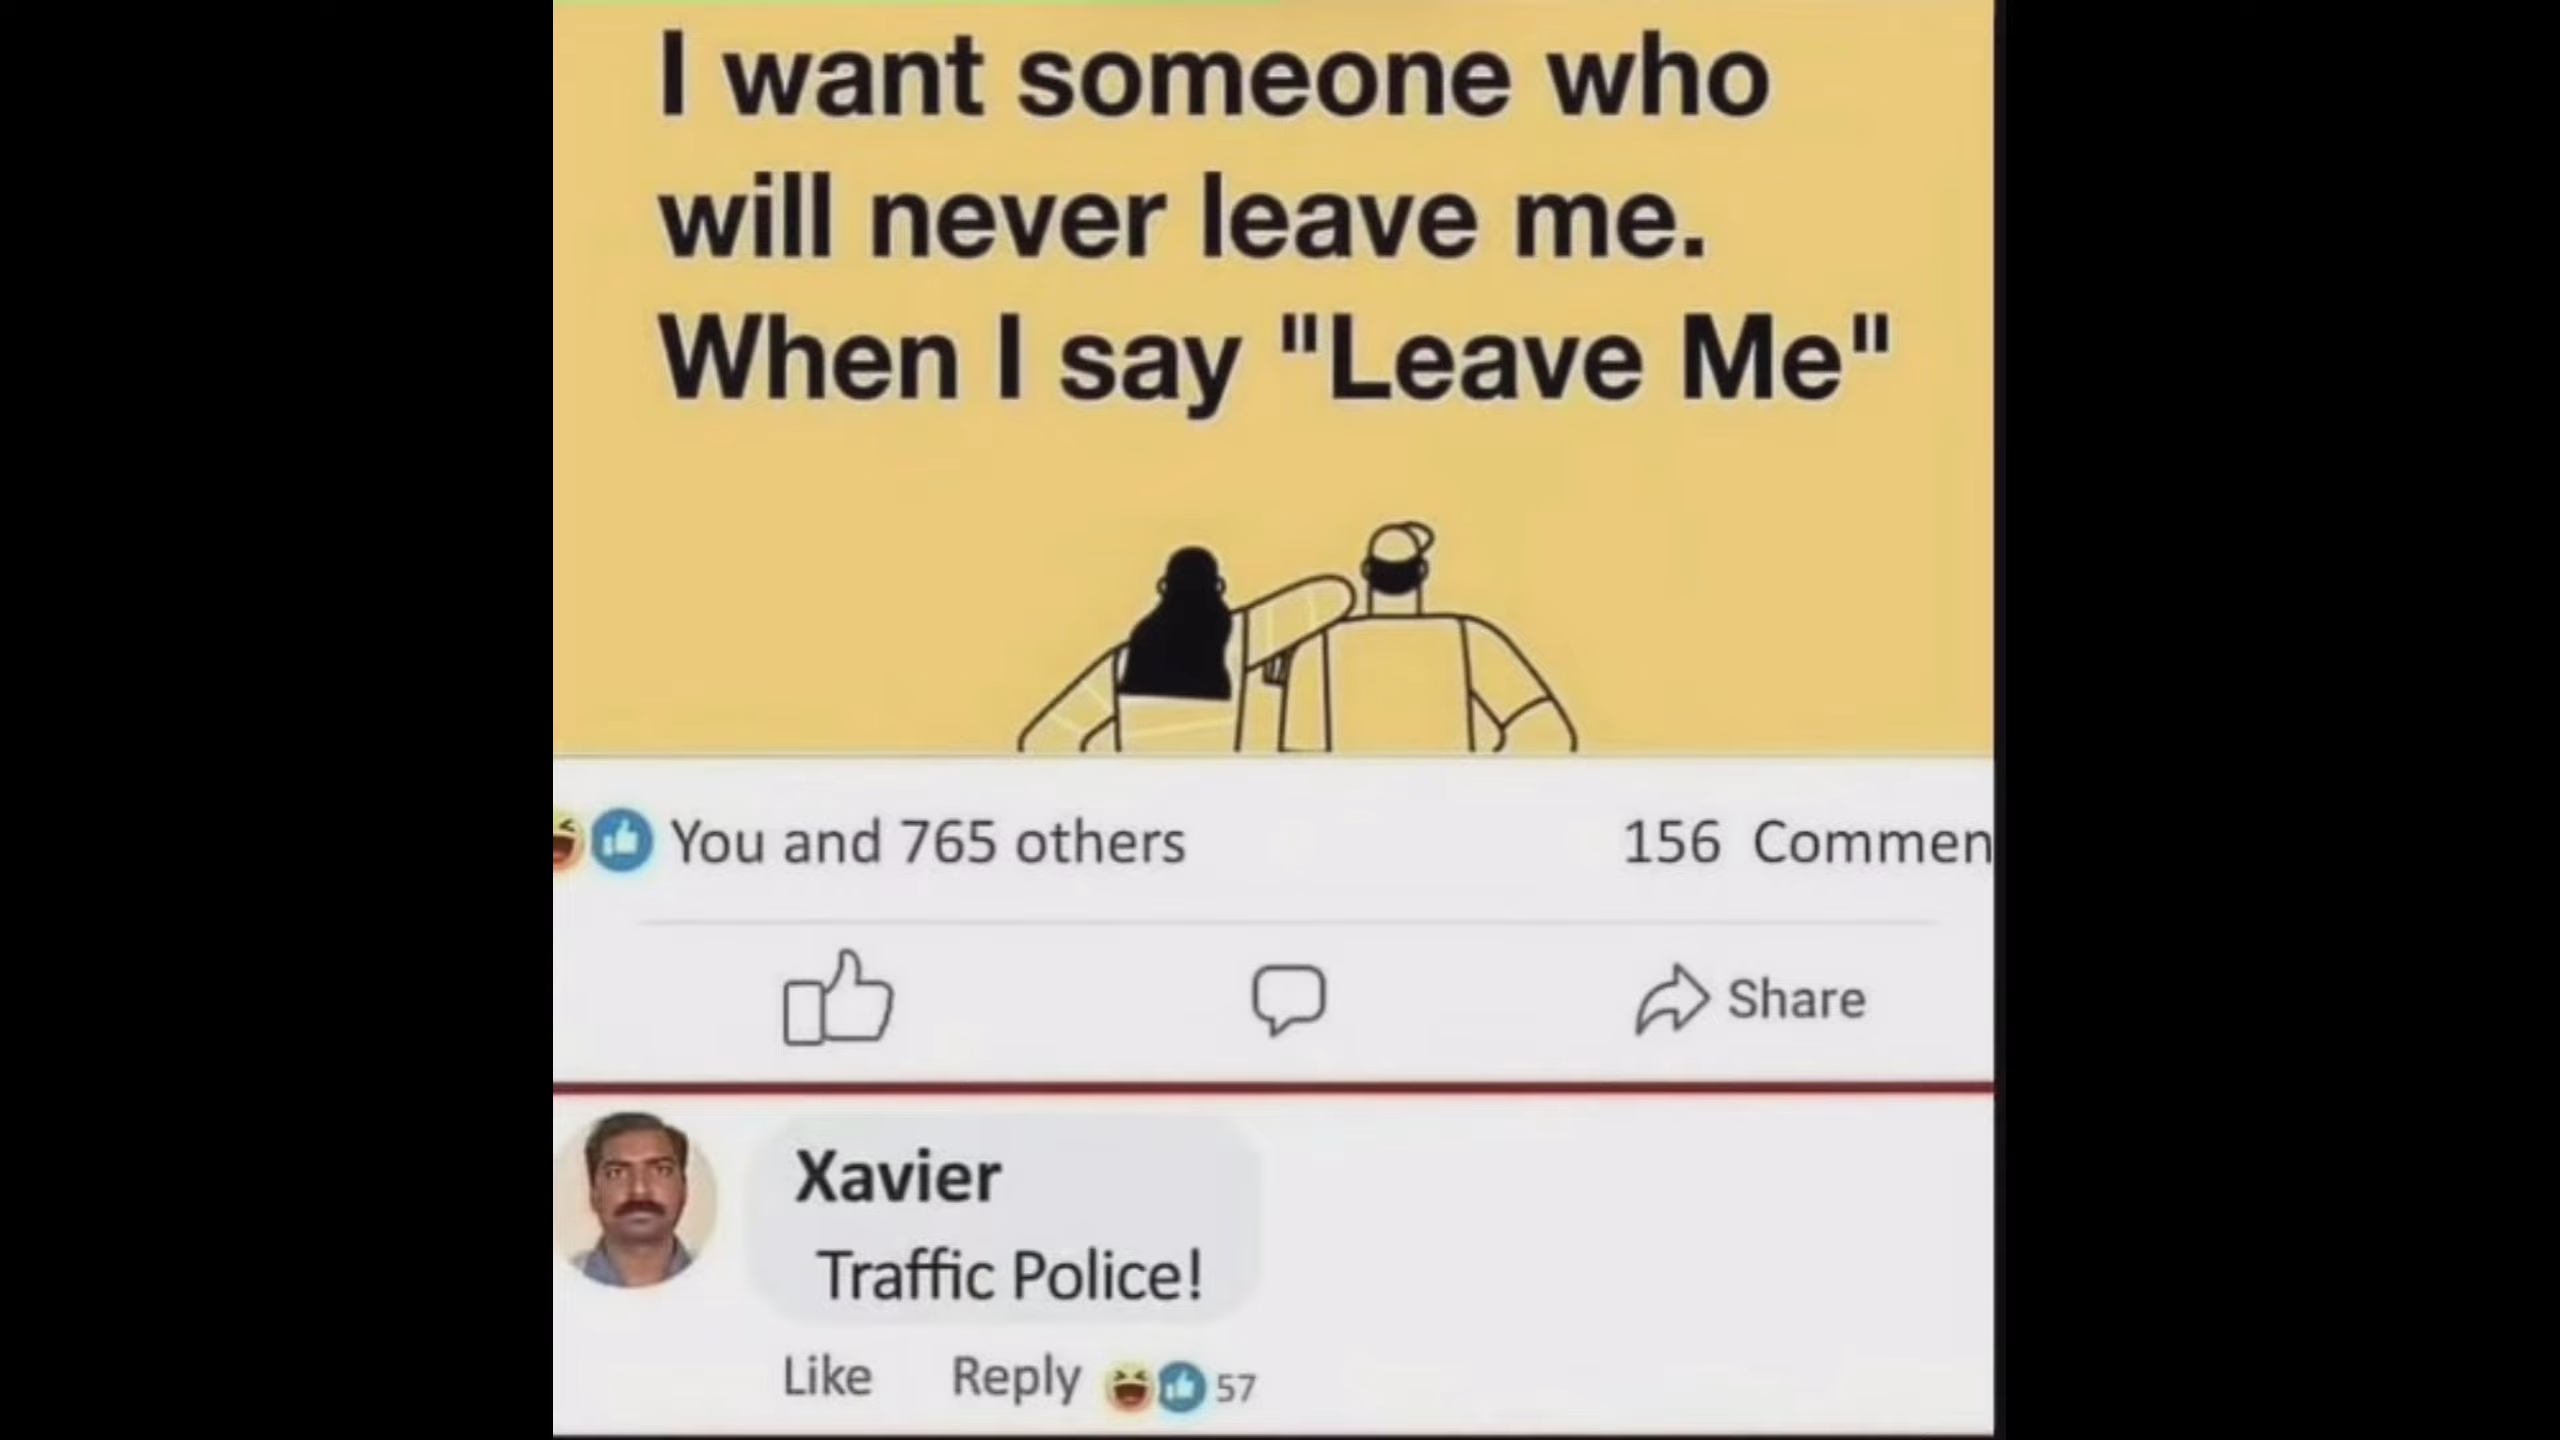 I want someone who
will never leave me.
When I say "Leave Me"
You and 765 others
156 Commen
Share
Xavier
Traffic Police!
Like Reply 57